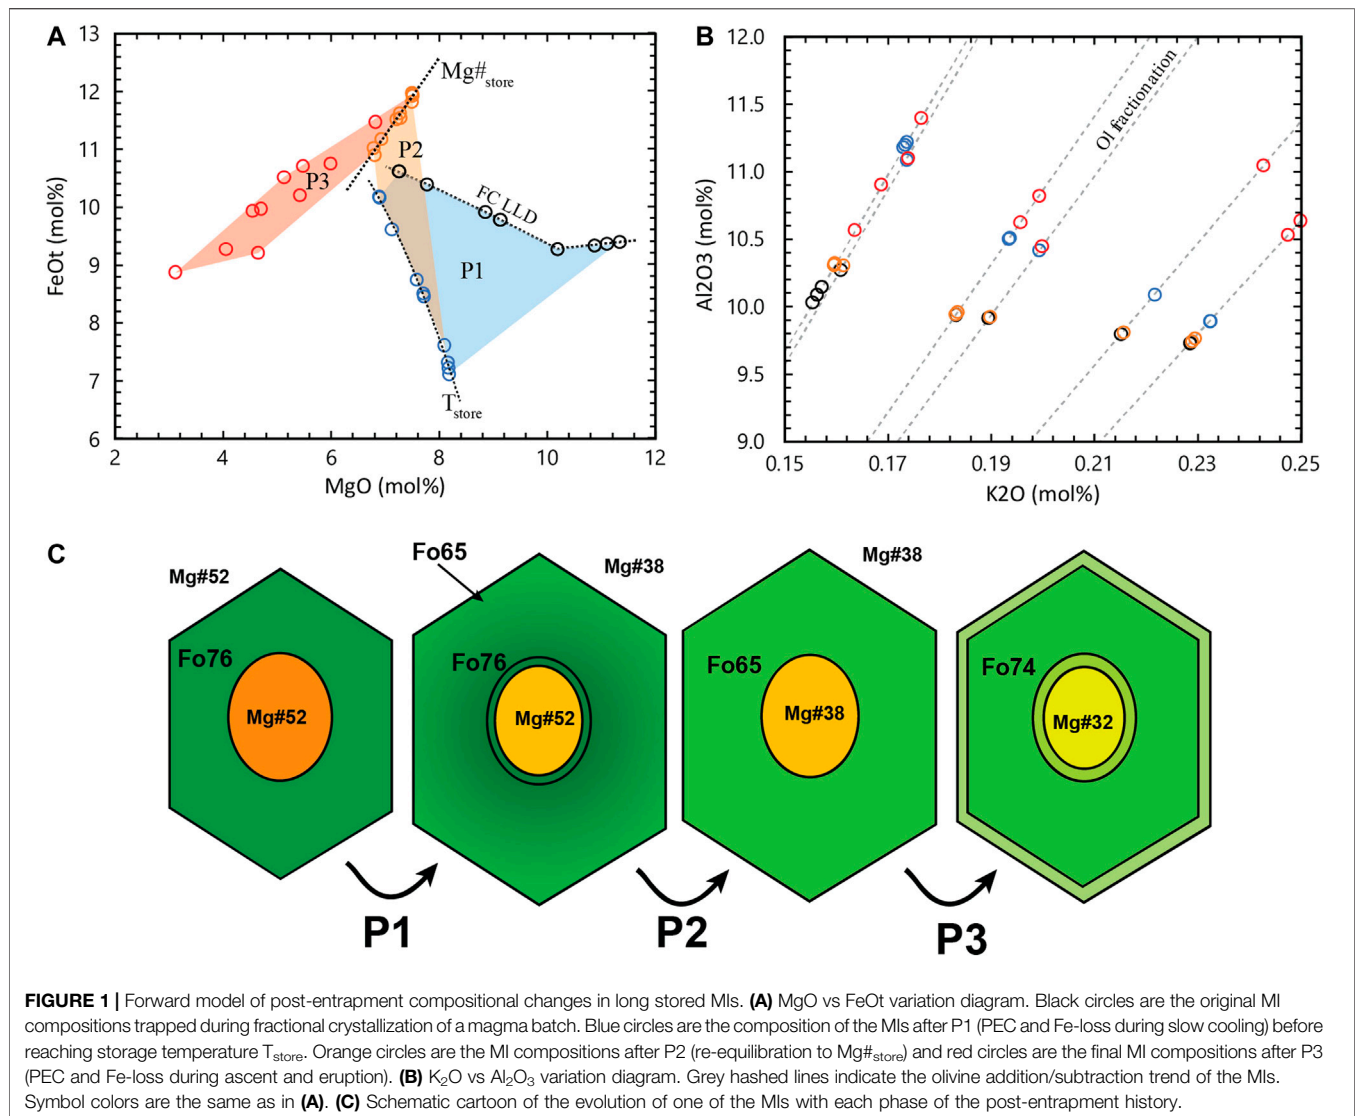 A
13
12
11
10
9
8
7
6
2
4
6
8
10
12
FeOt (mol%)
MgO (mol%)
Mg#store
P2
P3
FC LLD
P1
Tstore
B
12.0
11.5
11.0
10.5
10.0
9.5
9.0
0.15
0.17
0.19
0.21
0.23
0.25
Al2O3 (mol%)
K2O (mol%)
Ol fractionation
C
Mg#52
Fo76
Mg#52
Fo65
Mg#38
Fo76
Mg#52
Mg#38
Fo65
Mg#38
Fo74
Mg#32
P1
P2
P3
FIGURE 1 | Forward model of post-entrapment compositional changes in long stored MIs. (A) MgO vs FeOt variation diagram. Black circles are the original MI
compositions trapped during fractional crystallization of a magma batch. Blue circles are the composition of the MIs after P1 (PEC and Fe-loss during slow cooling) before
reaching storage temperature Tstore. Orange circles are the MI compositions after P2 (re-equilibration to Mg#store) and red circles are the final MI compositions after P3
(PEC and Fe-loss during ascent and eruption). (B) K2O vs Al2O3 variation diagram. Grey hashed lines indicate the olivine addition/subtraction trend of the MIs.
Symbol colors are the same as in (A). (C) Schematic cartoon of the evolution of one of the MIs with each phase of the post-entrapment history.